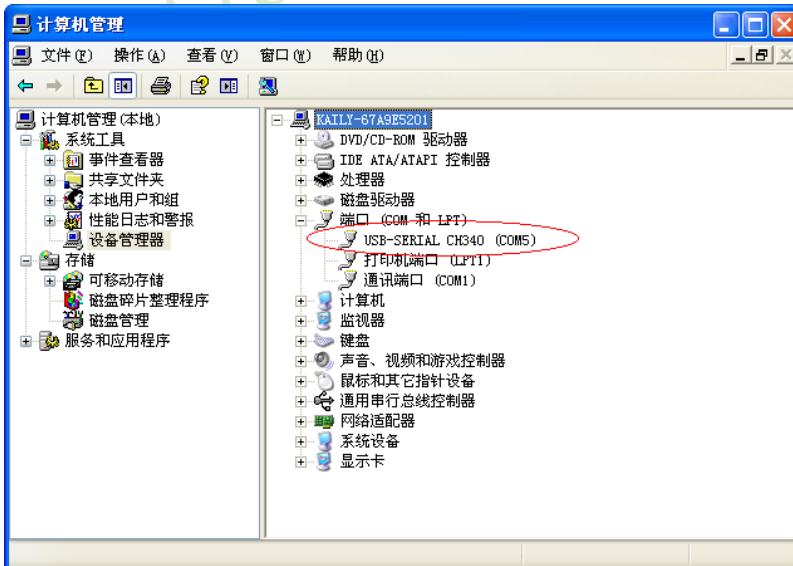 计算机管理
文件(F) 操作(A) 查看(V) 窗口(W) 帮助(H)
计算机管理(本地)
系统工具
事件查看器
共享文件夹
本地用户和组
性能日志和警报
设备管理器
存储
可移动存储
磁盘碎片整理程序
磁盘管理
服务和应用程序
KAILY-67A9E5201
DVD/CD-ROM 驱动器
IDE ATA/ATAPI 控制器
处理器
磁盘驱动器
端口 (COM 和 LPT)
USB-SERIAL CH340 (COM5)
打印机端口 (LPT1)
通讯端口 (COM1)
计算机
监视器
键盘
声音、视频和游戏控制器
鼠标和其它指针设备
通用串行总线控制器
网络适配器
系统设备
显示卡